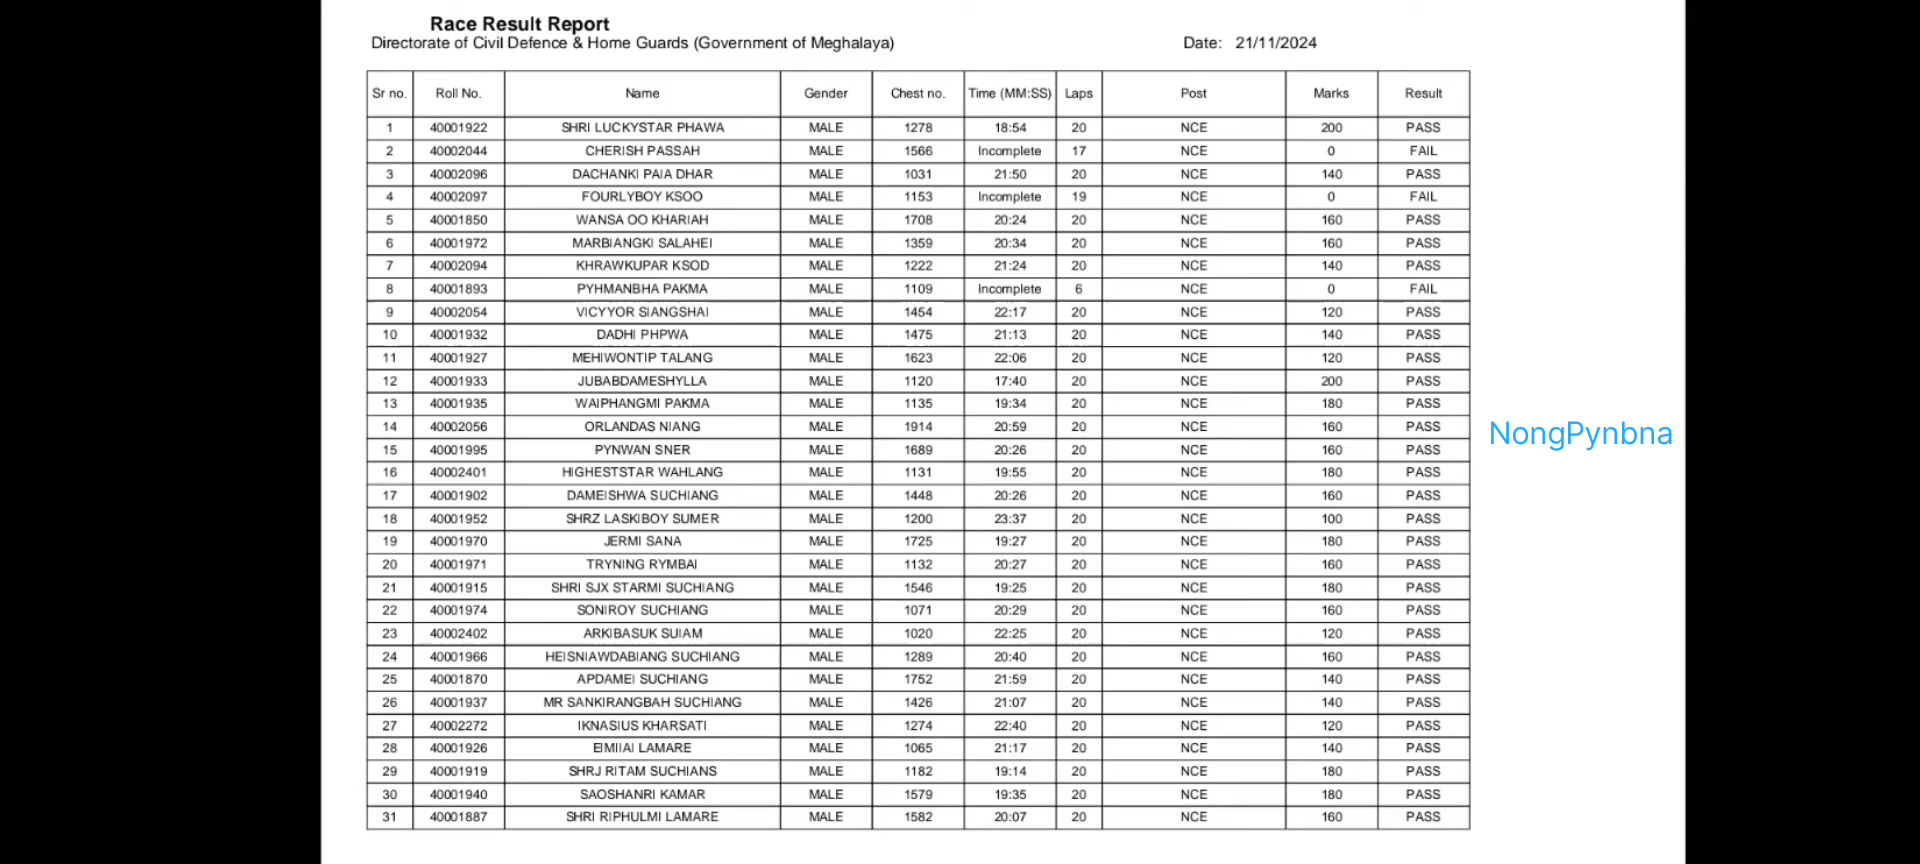 Race Result Report
Directorate of Civil Defence & Home Guards (Government of Meghalaya) Date: 21/11/2024
Sr no. Roll No. Name Gender Chest no. Time (MM:SS) Laps Post Marks Result
1 40001922 SHRI LUCKYSTAR PHAWA MALE 1278 18:54 20 NCE 200 PASS
2 40002044 CHERISH PASSAH MALE 1566 Incomplete 17 NCE 0 FAIL
3 40002096 DACHANKI PAIA DHAR MALE 1031 21:50 20 NCE 140 PASS
4 40002097 FOURLYBOY KSOO MALE 1153 Incomplete 19 NCE 0 FAIL
5 40001850 WANSA OO KHARIAH MALE 1708 20:24 20 NCE 160 PASS
6 40001972 MARBIANGKI SALAHEI MALE 1359 20:34 20 NCE 160 PASS
7 40002094 KHRAWKUPAR KSOD MALE 1222 21:24 20 NCE 140 PASS
8 40001893 PYHMANBHA PAKMA MALE 1109 Incomplete 6 NCE 0 FAIL
9 40002054 VICYYOR SIANGSHAI MALE 1454 22:17 20 NCE 120 PASS
10 40001932 DADHI PHPWA MALE 1475 21:13 20 NCE 140 PASS
11 40001927 MEHIWONTIP TALANG MALE 1623 22:06 20 NCE 120 PASS
12 40001933 JUBABDAMESHYLLA MALE 1120 17:40 20 NCE 200 PASS
13 40001935 WAIPHANGMI PAKMA MALE 1135 19:34 20 NCE 180 PASS
14 40002056 ORLANDAS NIANG MALE 1914 20:59 20 NCE 160 PASS
NongPynbna
15 40001995 PYNWAN SNER MALE 1689 20:26 20 NCE 160 PASS
16 40002401 HIGHESTSTAR WAHLANG MALE 1131 19:55 20 NCE 180 PASS
17 40001902 DAMEISHWA SUCHIANG MALE 1448 20:26 20 NCE 160 PASS
18 40001952 SHRZ LASKIBOY SUMER MALE 1200 23:37 20 NCE 100 PASS
19 40001970 JERMI SANA MALE 1725 19:27 20 NCE 180 PASS
20 40001971 TRYNING RYMBAI MALE 1132 20:27 20 NCE 160 PASS
21 40001915 SHRI SJX STARMI SUCHIANG MALE 1546 19:25 20 NCE 180 PASS
22 40001974 SONIROY SUCHIANG MALE 1071 20:29 20 NCE 160 PASS
23 40002402 ARKIBASUK SUIAM MALE 1020 22:25 20 NCE 120 PASS
24 40001966 HEISNIAWDABIANG SUCHIANG MALE 1289 20:40 20 NCE 160 PASS
25 40001870 APDAMEI SUCHIANG MALE 1752 21:59 20 NCE 140 PASS
26 40001937 MR SANKIRANGBAH SUCHIANG MALE 1426 21:07 20 NCE 140 PASS
27 40002272 IKNASIUS KHARSATI MALE 1274 22:40 20 NCE 120 PASS
28 40001926 EIMIIAI LAMARE MALE 1065 21:17 20 NCE 140 PASS
29 40001919 SHRJ RITAM SUCHIANS MALE 1182 19:14 20 NCE 180 PASS
30 40001940 SAOSHANRI KAMAR MALE 1579 19:35 20 NCE 180 PASS
31 40001887 SHRI RIPHULMI LAMARE MALE 1582 20:07 20 NCE 160 PASS